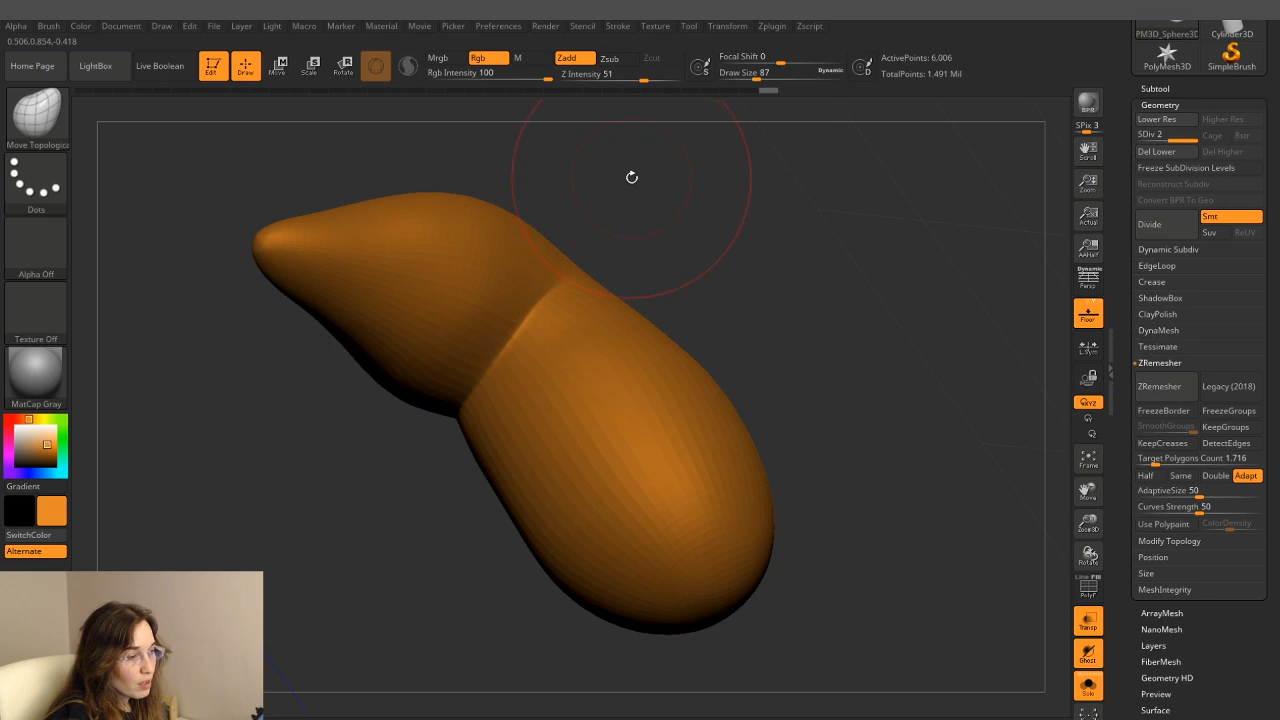 Alpha Brush Color Document Draw Edit File Layer Light Macro Marker Material Movie Picker Preferences Render Stencil Stroke Texture Tool Transform Zplugin Zscript
0.506,0.854,-0.418
Home Page
LightBox
Live Boolean
Edit
Draw
Move
Scale
Rotate
Mrgb Rgb M
Rgb Intensity 100
Zadd Zsub Zcut
Z Intensity 51
S
Focal Shift 0
Draw Size 87
Dynamic
D
ActivePoints: 6,006
TotalPoints: 1.491 Mil
Move Topologica
Dots
Alpha Off
Texture Off
MatCap Gray
Gradient
SwitchColor
Alternate
BPR
SPix 3
Scroll
Zoom
Actual
AAHalf
Dynamic
Persp
Floor
L.Sym
XYZ
Frame
Move
Zoom3D
Rotate
Line Fill
PolyF
Transp
Ghost
Solo
PM3D_Sphere3D
Cylinder3D
PolyMesh3D
SimpleBrush
Subtool
Geometry
Lower Res Higher Res
SDiv 2 Cage Rstr
Del Lower Del Higher
Freeze SubDivision Levels
Reconstruct Subdiv
Convert BPR To Geo
Divide Smt
Suv ReUV
Dynamic Subdiv
EdgeLoop
Crease
ShadowBox
ClayPolish
DynaMesh
Tessimate
ZRemesher
ZRemesher Legacy (2018)
FreezeBorder FreezeGroups
SmoothGroups KeepGroups
KeepCreases DetectEdges
Target Polygons Count 1.716
Half Same Double Adapt
AdaptiveSize 50
Curves Strength 50
Use Polypaint ColorDensity
Modify Topology
Position
Size
MeshIntegrity
ArrayMesh
NanoMesh
Layers
FiberMesh
Geometry HD
Preview
Surface